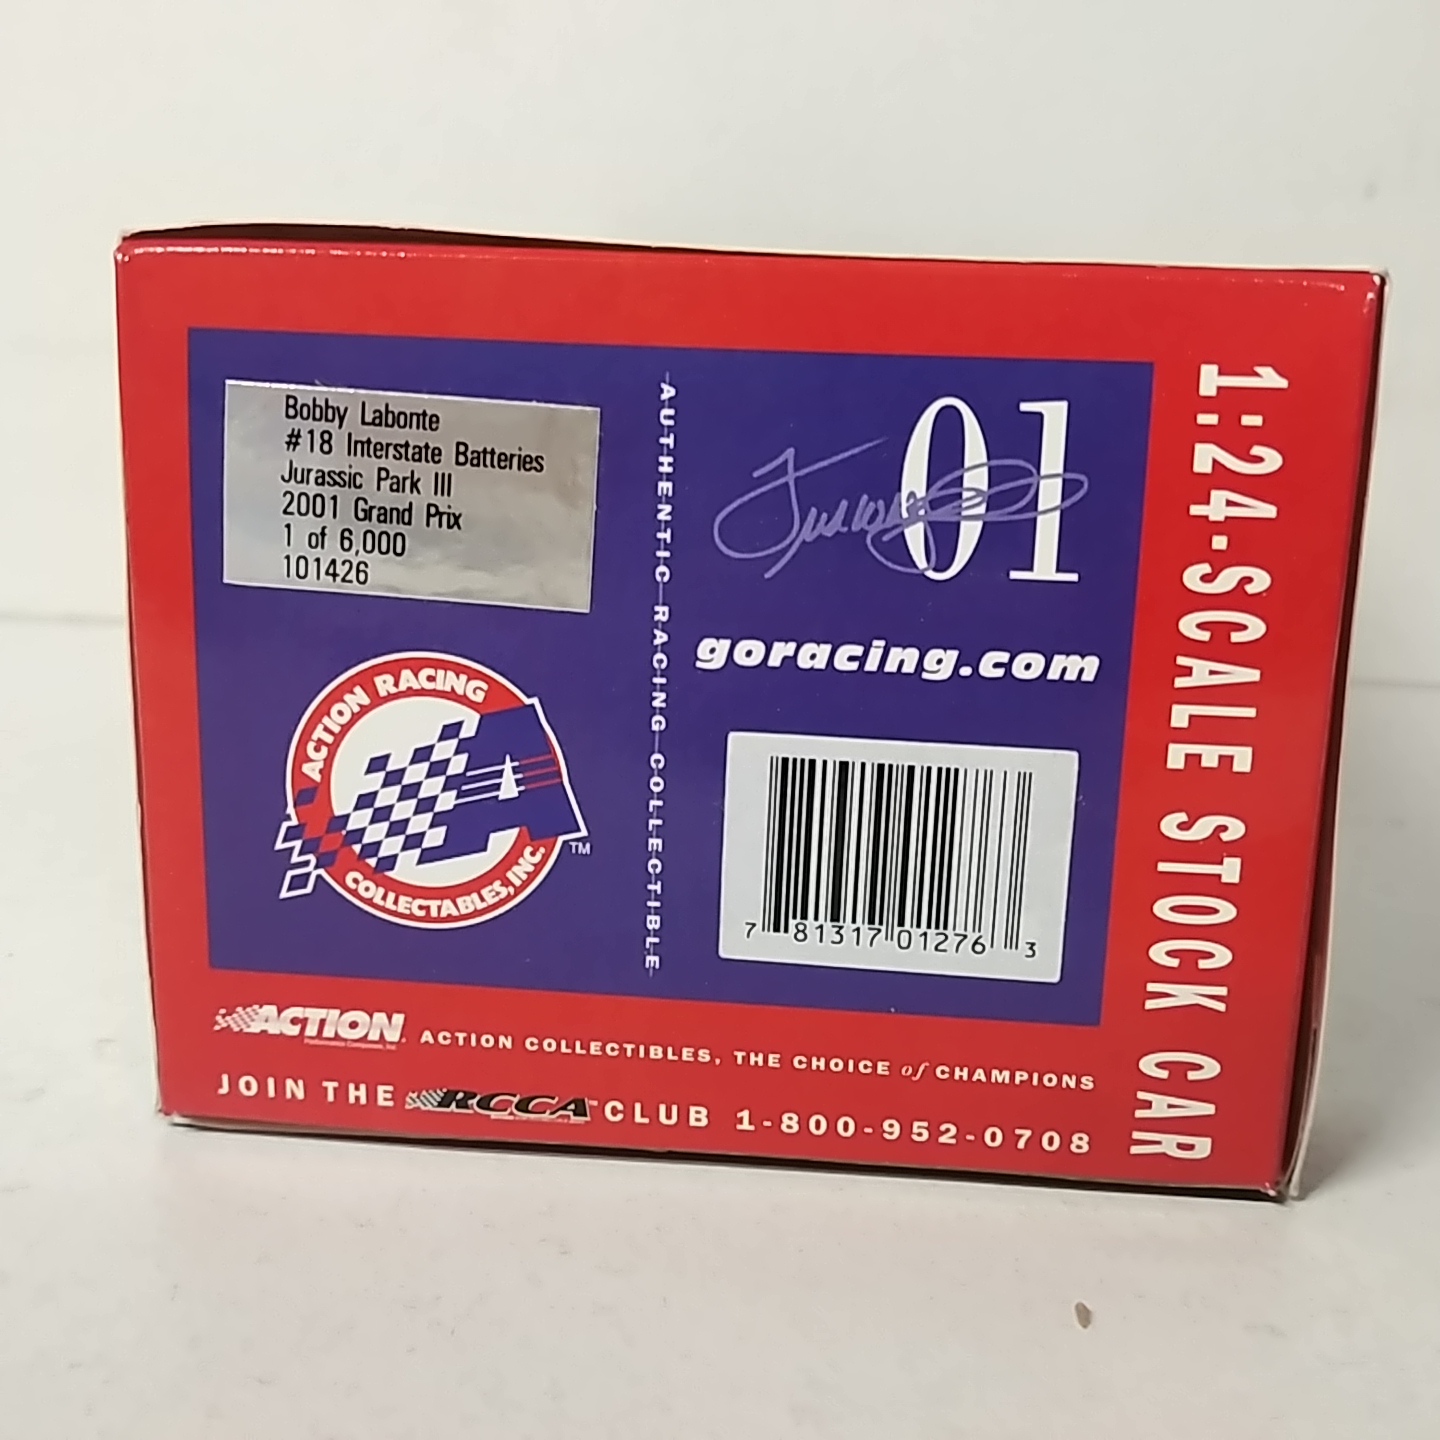 Bobby Labonte
#18 Interstate Batteries
Jurassic Park III
2001 Grand Prix
1 of 6,000
101426
ACTION RACING
COLLECTABLES, INC.
TM
AUTHENTIC RACING COLLECTIBLE
01
goracing.com
7 81317 01276 3
1:24-SCALE STOCK CAR
ACTION
ACTION COLLECTIBLES, THE CHOICE of CHAMPIONS
JOIN THE RCCA CLUB 1-800-952-0708